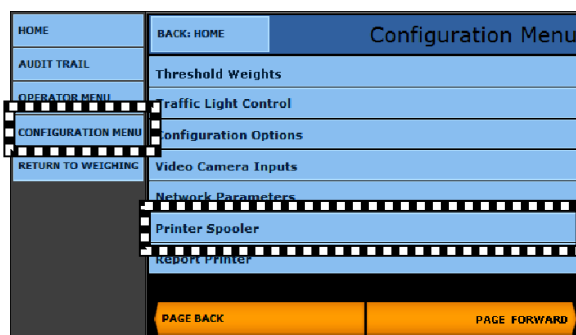 HOME
AUDIT TRAIL
OPERATOR MENU
CONFIGURATION MENU
RETURN TO WEIGHING
BACK: HOME
Configuration Menu
Threshold Weights
Traffic Light Control
Configuration Options
Video Camera Inputs
Network Parameters
Printer Spooler
Report Printer
PAGE BACK
PAGE FORWARD